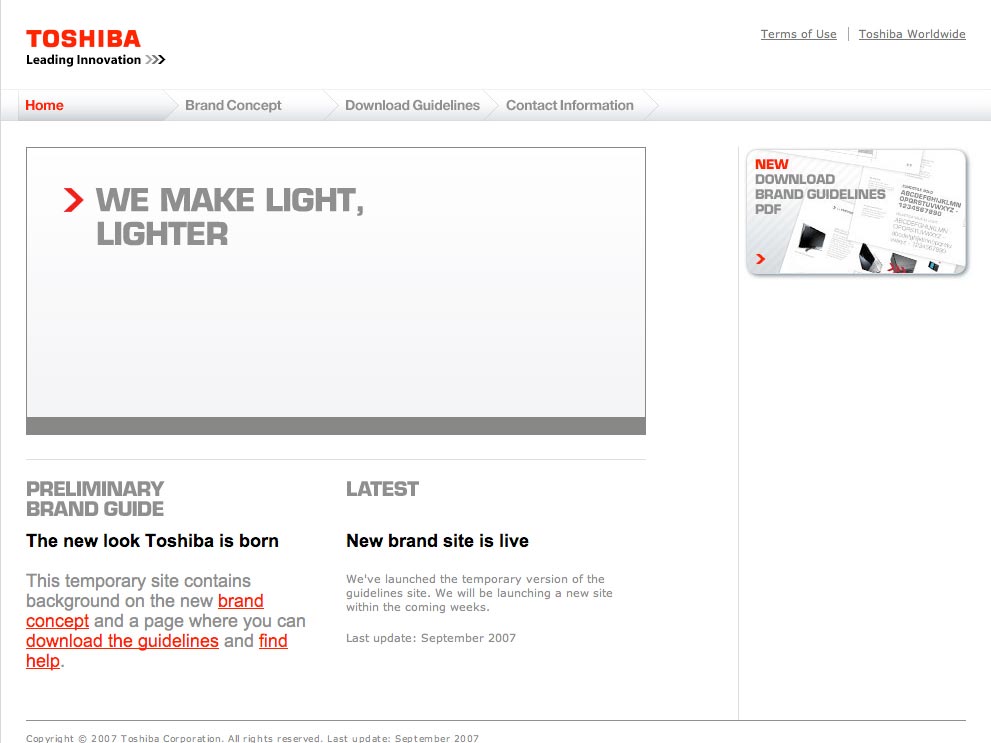 TOSHIBA
Leading Innovation >>>
Terms of Use
Toshiba Worldwide
Home
Brand Concept
Download Guidelines
Contact Information
WE MAKE LIGHT,
LIGHTER
NEW
DOWNLOAD
BRAND GUIDELINES
PDF
ABCDEFGHIJKLMN
OPQRSTUVWXYZ -
1234567890
ABCDEFGHIJKLMN
OPQRSTUVWXYZ
PRELIMINARY
BRAND GUIDE
The new look Toshiba is born
This temporary site contains
background on the new brand
concept and a page where you can
download the guidelines and find
help.
LATEST
New brand site is live
We've launched the temporary version of the
guidelines site. We will be launching a new site
within the coming weeks.
Last update: September 2007
Copyright © 2007 Toshiba Corporation. All rights reserved. Last update: September 2007